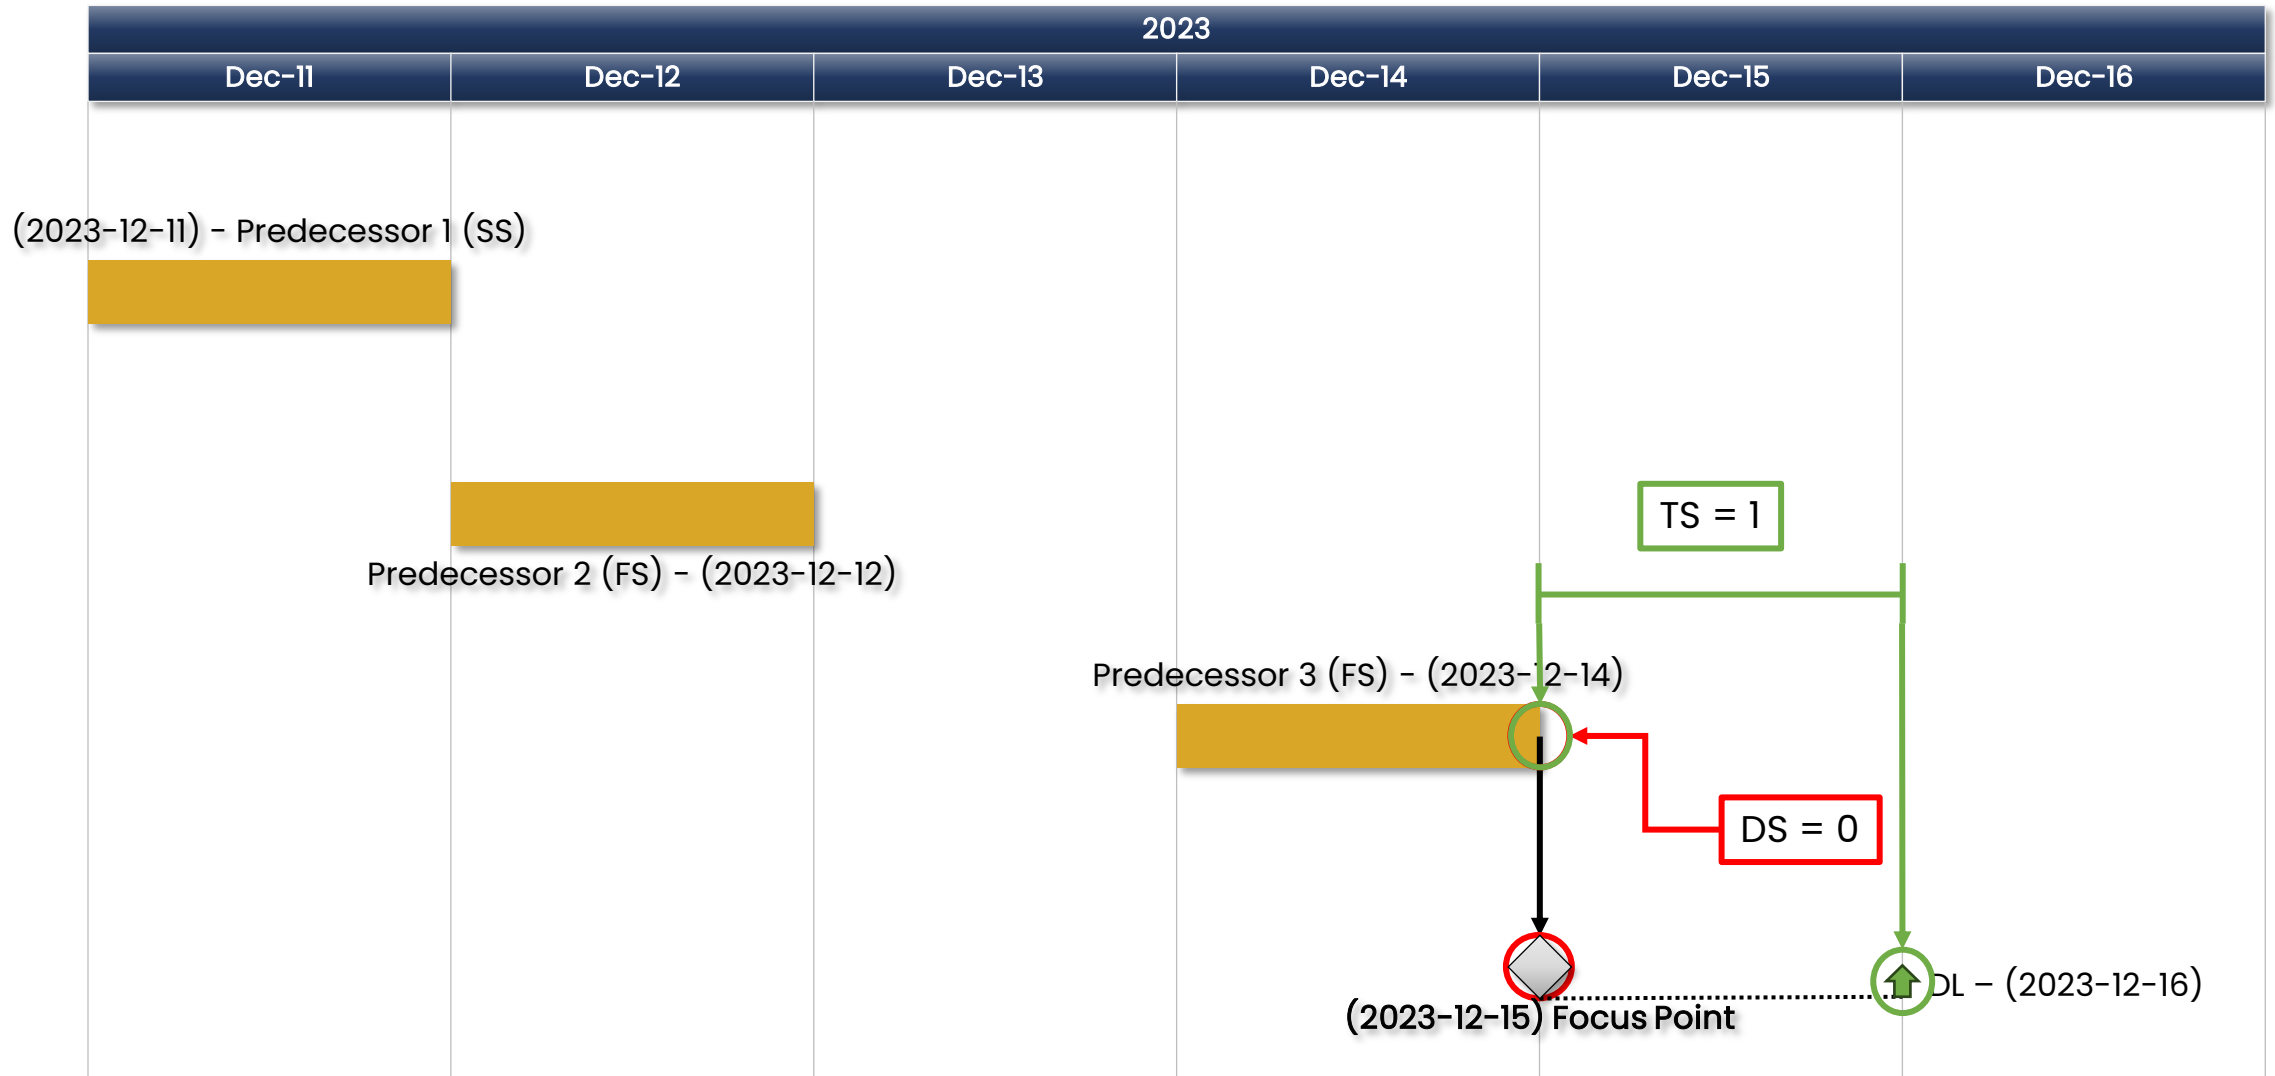 2023
Dec-11 Dec-12 Dec-13 Dec-14 Dec-15 Dec-16
(2023-12-11) - Predecessor 1 (SS)
TS = 1
Predecessor 2 (FS) - (2023-12-12)
Predecessor 3 (FS) - (2023-12-14)
DS = 0
DL – (2023-12-16)
(2023-12-15) Focus Point